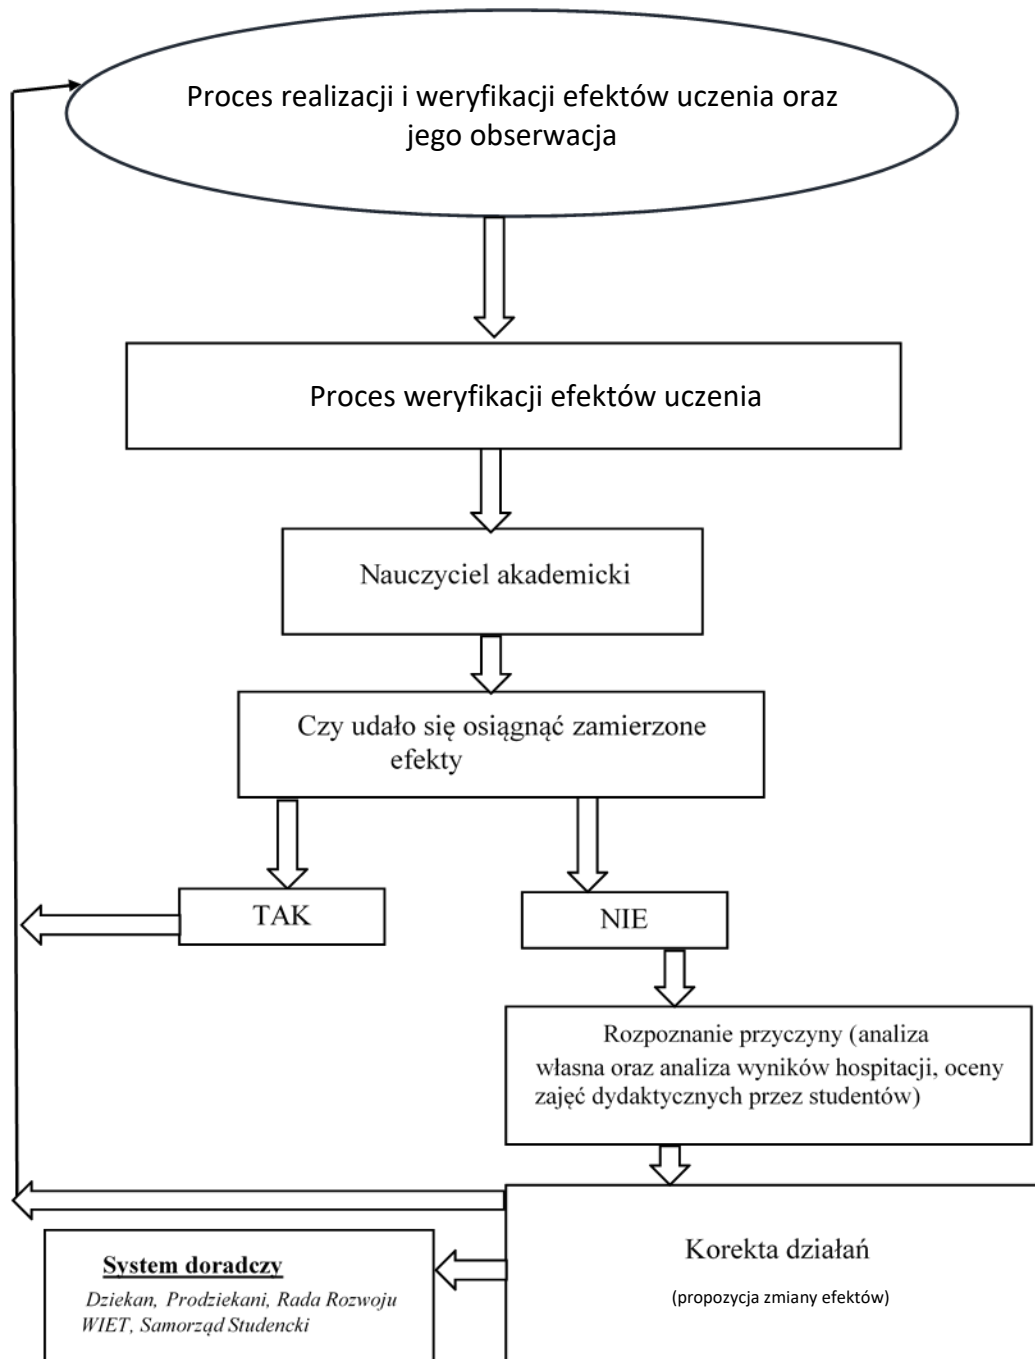 Proces realizacji i weryfikacji efektów uczenia oraz
jego obserwacja
Proces weryfikacji efektów uczenia
Nauczyciel akademicki
Czy udało się osiągnąć zamierzone
efekty
TAK
NIE
Rozpoznanie przyczyny (analiza
własna oraz analiza wyników hospitacji, oceny
zajęć dydaktycznych przez studentów)
Korekta działań
(propozycja zmiany efektów)
System doradczy
Dziekan, Prodziekani, Rada Rozwoju
WIET, Samorząd Studencki